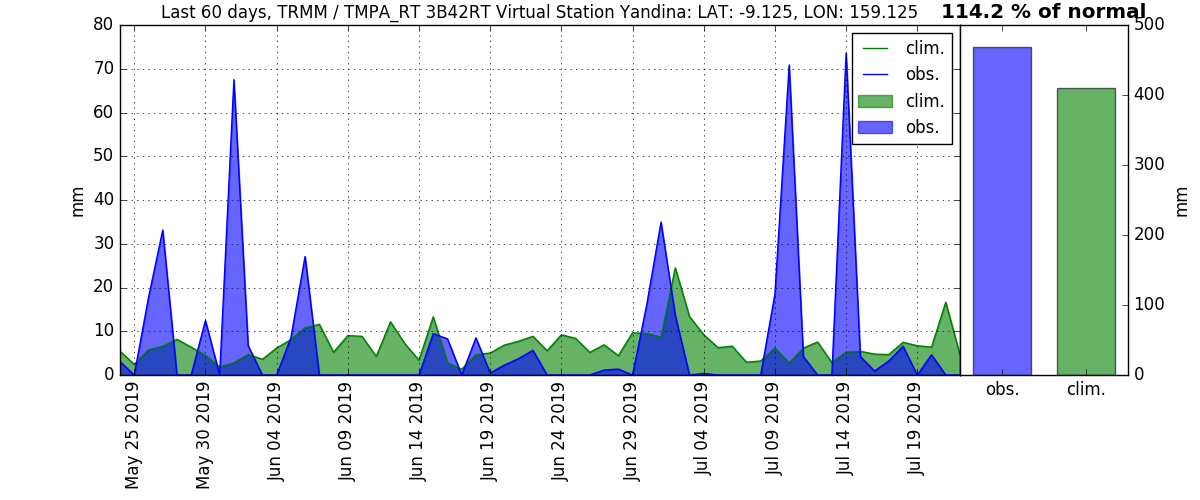 Last 60 days, TRMM / TMPA_RT 3B42RT Virtual Station Yandina: LAT: -9.125, LON: 159.125
114.2 % of normal
80
70
60
50
40
30
20
10
0
mm
clim.
obs.
clim.
obs.
500
400
300
200
100
0
mm
obs.
clim.
May 25 2019
May 30 2019
Jun 04 2019
Jun 09 2019
Jun 14 2019
Jun 19 2019
Jun 24 2019
Jun 29 2019
Jul 04 2019
Jul 09 2019
Jul 14 2019
Jul 19 2019